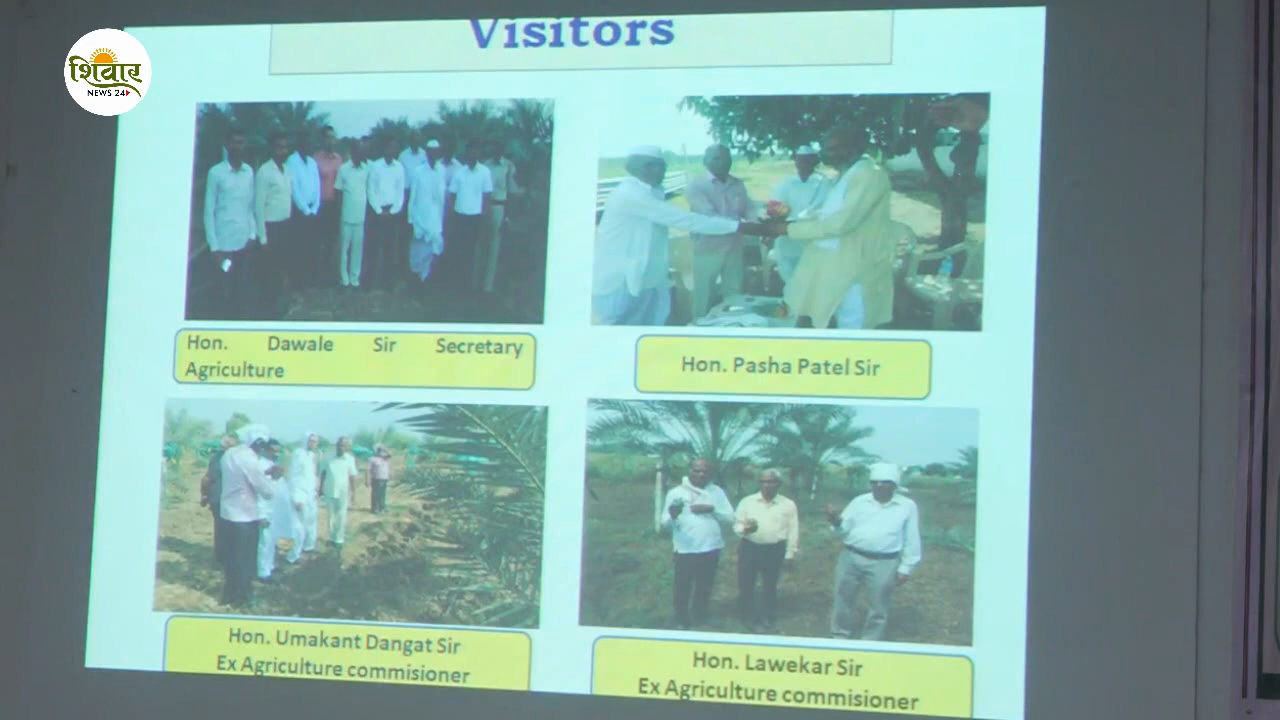 शिवार
NEWS 24
Visitors
Hon. Dawale Sir Secretary
Agriculture
Hon. Pasha Patel Sir
Hon. Umakant Dangat Sir
Ex Agriculture commisioner
Hon. Lawekar Sir
Ex Agriculture commisioner